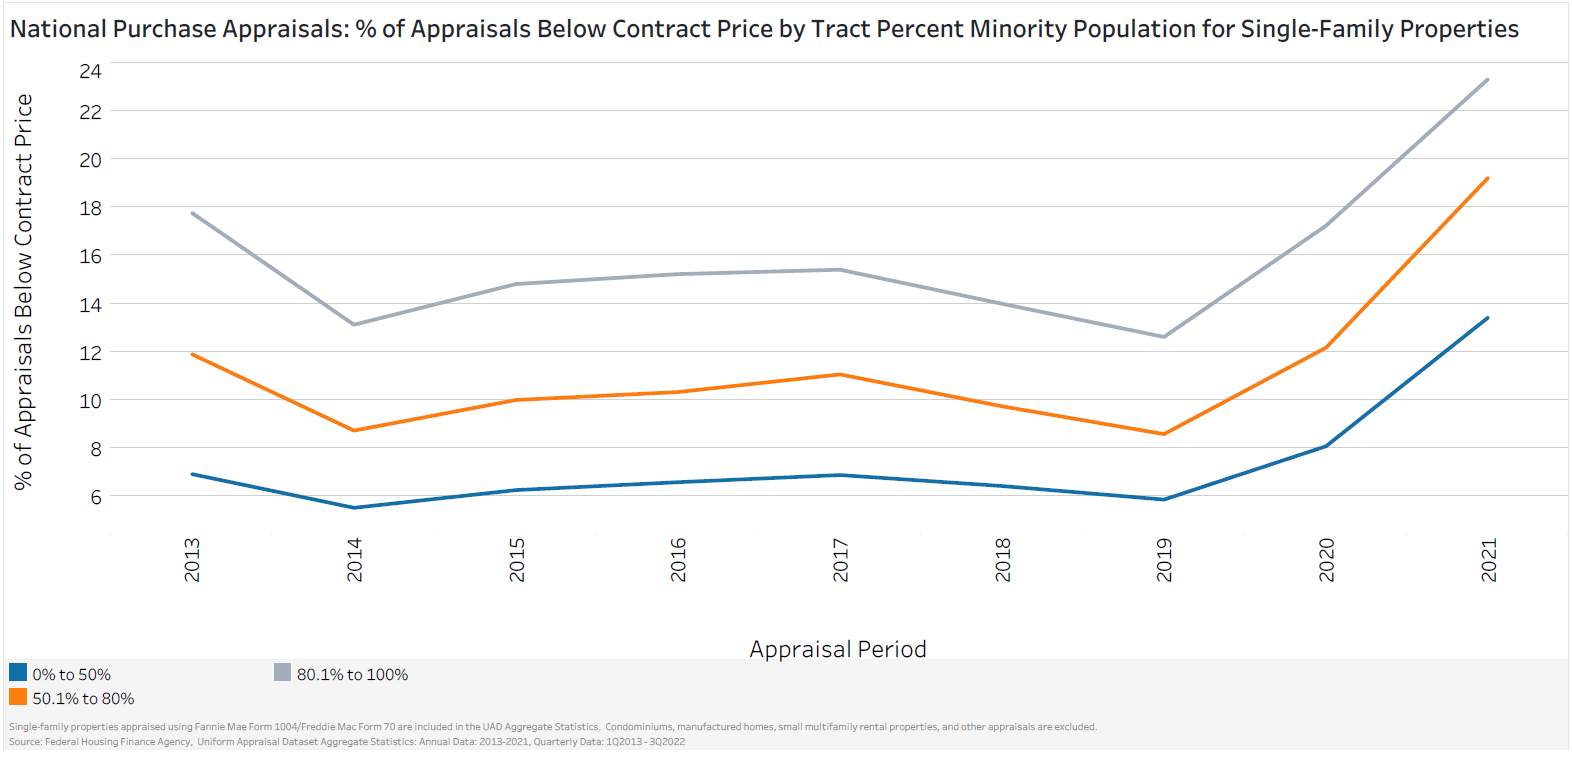 National Purchase Appraisals: % of Appraisals Below Contract Price by Tract Percent Minority Population for Single-Family Properties
% of Appraisals Below Contract Price
24
22
20
18
16
14
12
10
8
6
2013
2014
2015
2016
2017
2018
2019
2020
2021
Appraisal Period
0% to 50%
80.1% to 100%
50.1% to 80%
Single-family properties appraised using Fannie Mae Form 1004/Freddie Mac Form 70 are included in the UAD Aggregate Statistics. Condominiums, manufactured homes, small multifamily rental properties, and other appraisals are excluded.
Source: Federal Housing Finance Agency, Uniform Appraisal Dataset Aggregate Statistics: Annual Data: 2013-2021, Quarterly Data: 1Q2013 - 3Q2022